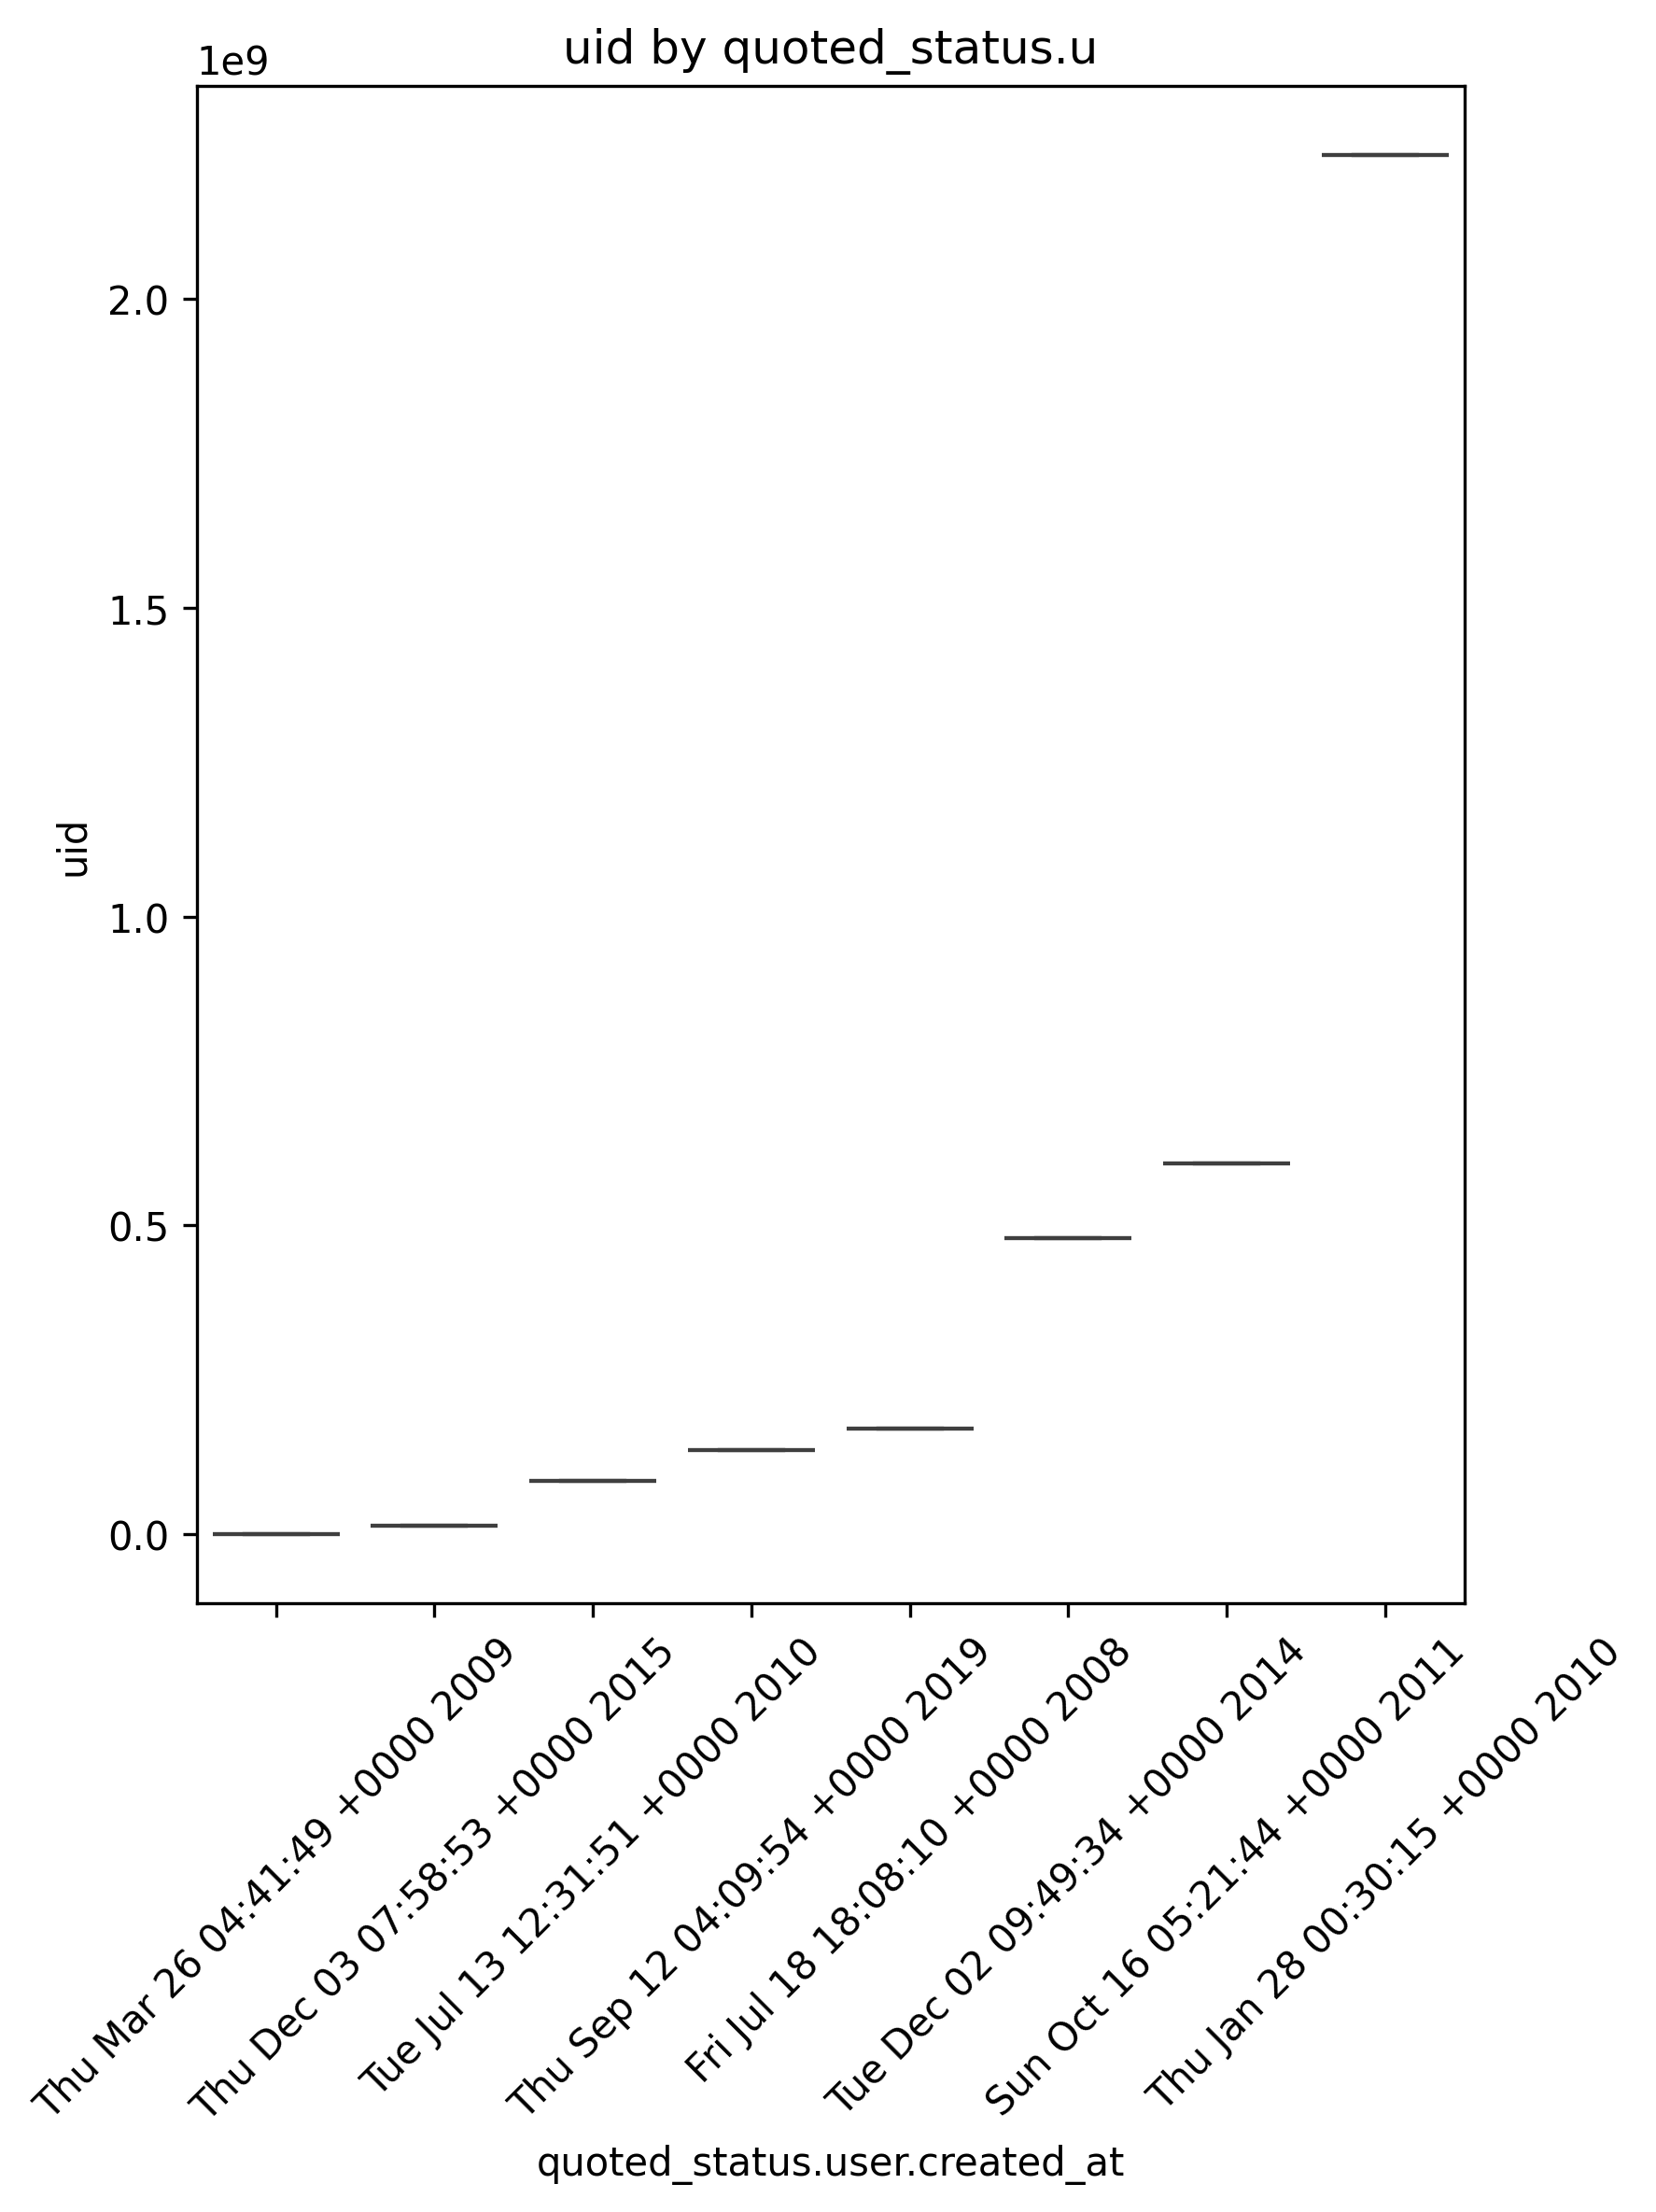 uid by quoted_status.u
1e9
2.0
1.5
1.0
0.5
0.0
uid
Thu Mar 26 04:41:49 +0000 2009
Thu Dec 03 07:58:53 +0000 2015
Tue Jul 13 12:31:51 +0000 2010
Thu Sep 12 04:09:54 +0000 2019
Fri Jul 18 18:08:10 +0000 2008
Tue Dec 02 09:49:34 +0000 2014
Sun Oct 16 05:21:44 +0000 2011
Thu Jan 28 00:30:15 +0000 2010
quoted_status.user.created_at